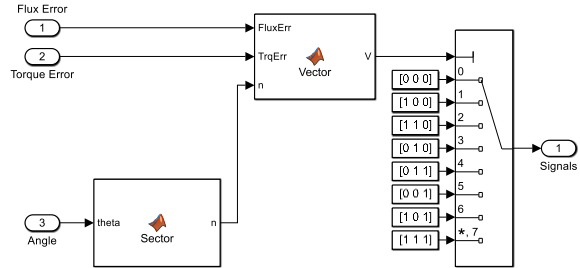 Flux Error
1
FluxErr
2
TrqErr
V
Torque Error
Vector
n
[0 0 0]
0
[1 0 0]
1
[1 1 0]
2
[0 1 0]
3
1
Signals
[0 1 1]
4
[0 0 1]
5
[1 0 1]
6
[1 1 1]
*, 7
3
theta
n
Angle
Sector